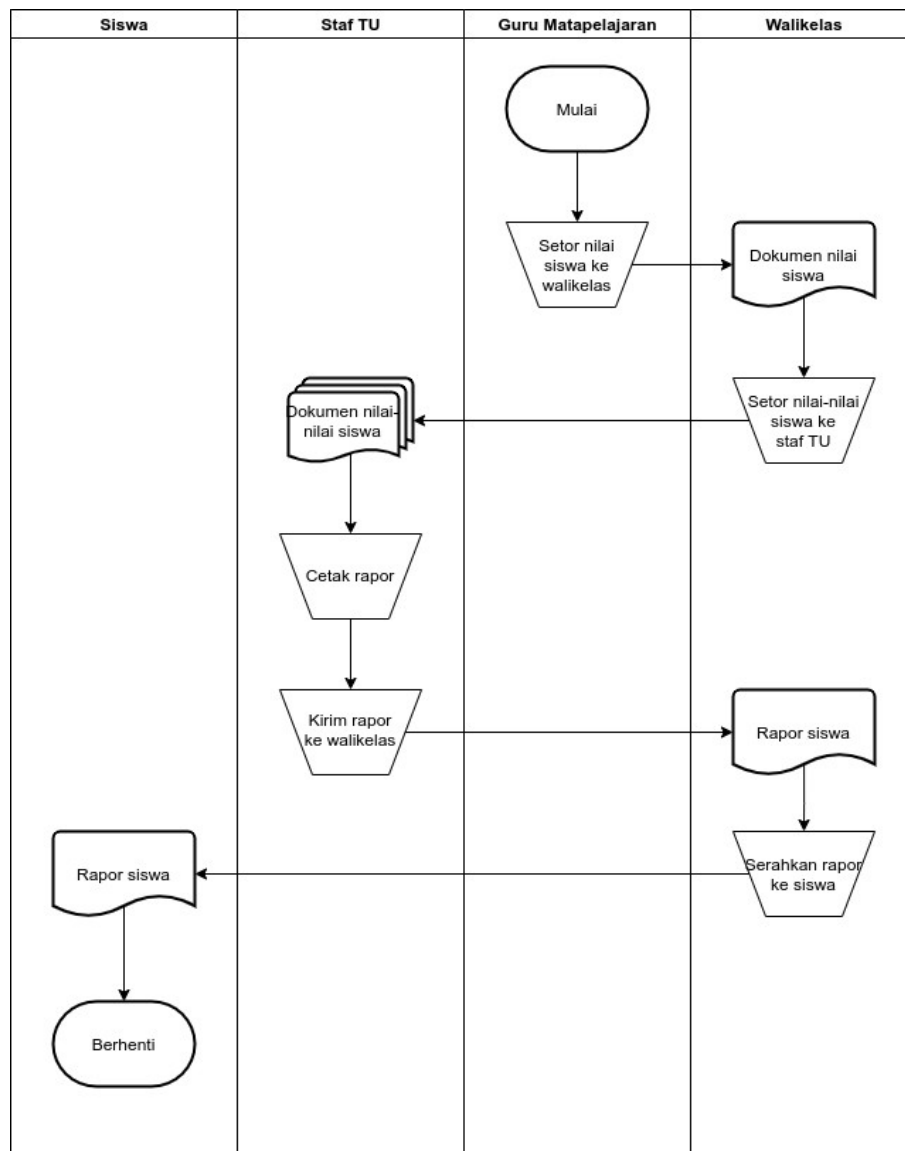 Siswa
Staf TU
Guru Matapelajaran
Walikelas
Mulai
Setor nilai
siswa ke
walikelas
Dokumen nilai
siswa
Dokumen nilai-
nilai siswa
Setor nilai-nilai
siswa ke
staf TU
Cetak rapor
Kirim rapor
ke walikelas
Rapor siswa
Rapor siswa
Serahkan rapor
ke siswa
Berhenti